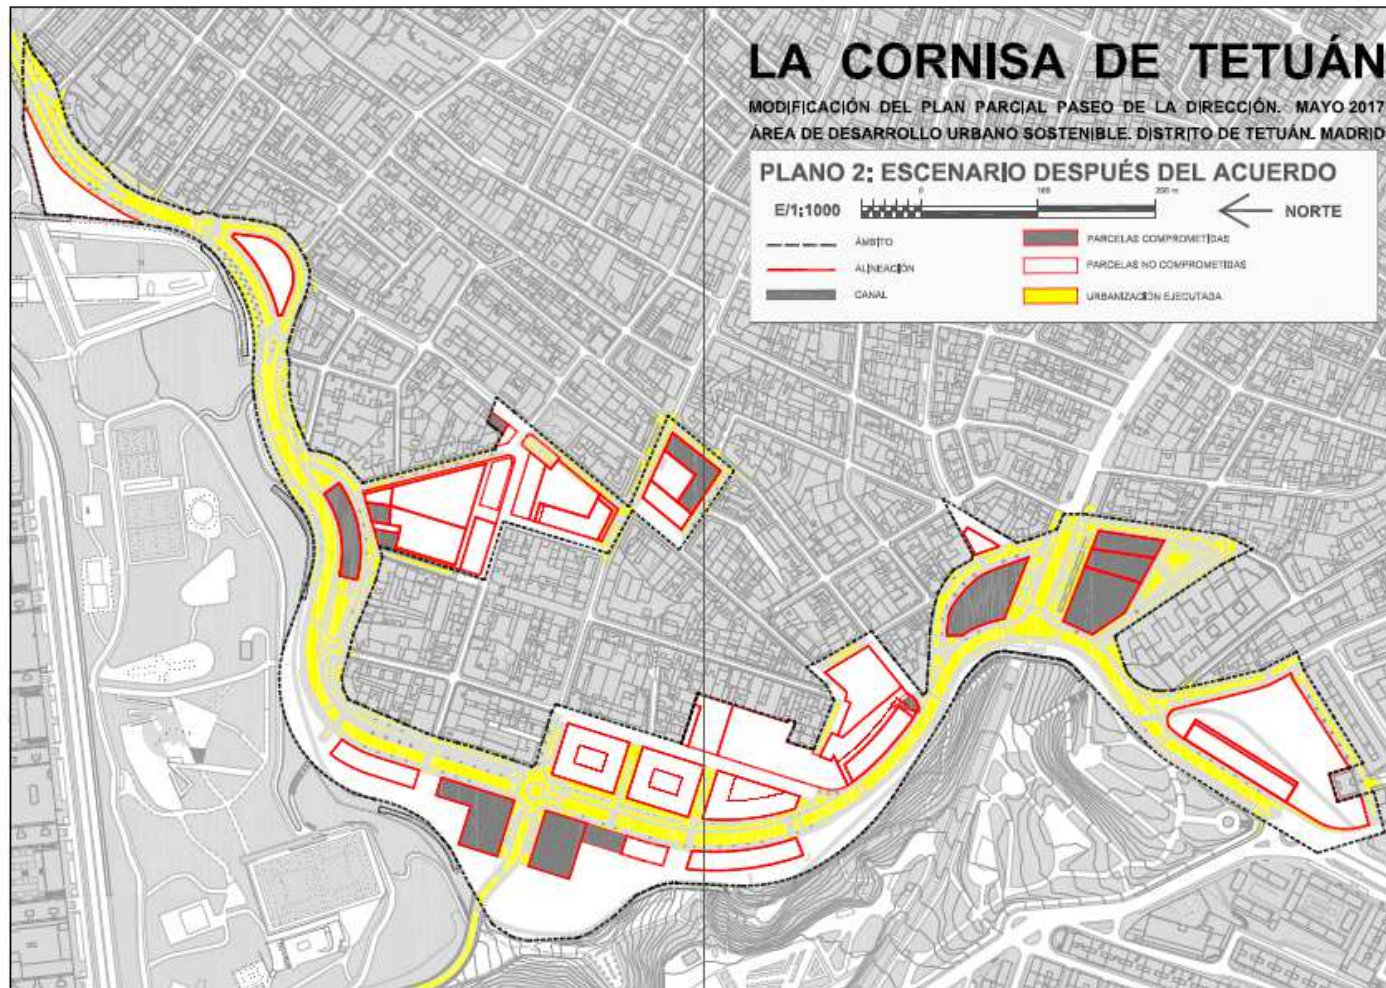 LA CORNISA DE TETUÁN
MODIFICACIÓN DEL PLAN PARCIAL PASEO DE LA DIRECCIÓN. MAYO 2017
ÁREA DE DESARROLLO URBANO SOSTENIBLE. DISTRITO DE TETUÁN. MADRID
PLANO 2: ESCENARIO DESPUÉS DEL ACUERDO
0 100 200 m
E/1:1000
NORTE
ÁMBITO
PARCELAS COMPROMETIDAS
ALINEACIÓN
PARCELAS NO COMPROMETIDAS
CANAL
URBANIZACIÓN EJECUTADA